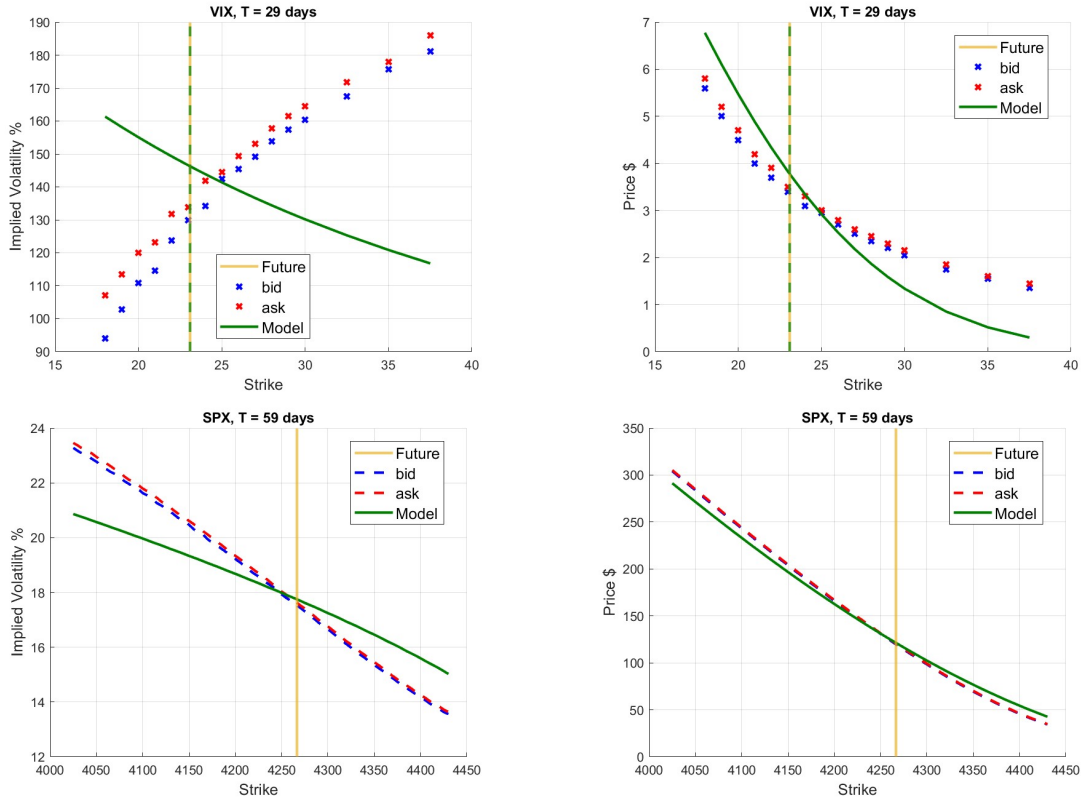 VIX, T = 29 days
190
180
170
160
150
140
130
120
110
100
90
Implied Volatility %
Future
bid
ask
Model
15 20 25 30 35 40
Strike
VIX, T = 29 days
7
6
5
4
3
2
1
0
Price $
Future
bid
ask
Model
15 20 25 30 35 40
Strike
SPX, T = 59 days
24
22
20
18
16
14
12
Implied Volatility %
Future
bid
ask
Model
4000 4050 4100 4150 4200 4250 4300 4350 4400 4450
Strike
SPX, T = 59 days
350
300
250
200
150
100
50
0
Price $
Future
bid
ask
Model
4000 4050 4100 4150 4200 4250 4300 4350 4400 4450
Strike